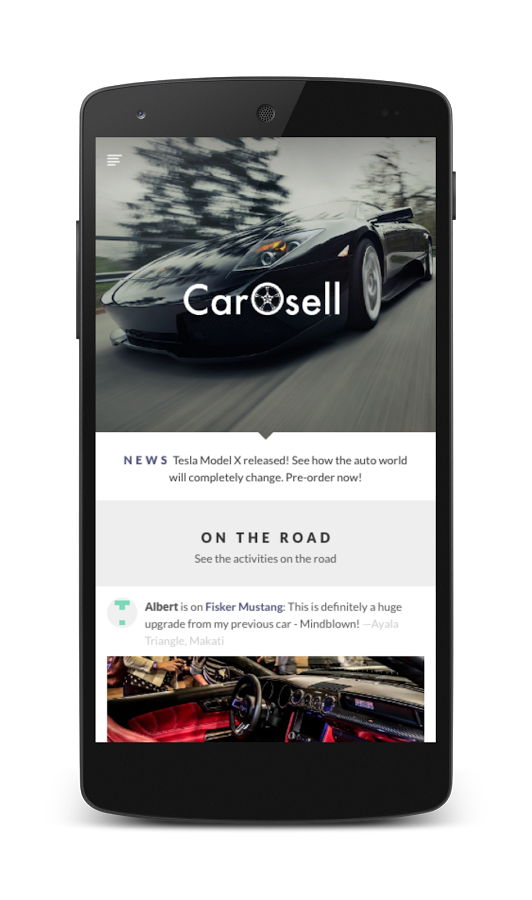 CarOsell
NEWS Tesla Model X released! See how the auto world
will completely change. Pre-order now!
ON THE ROAD
See the activities on the road
Albert is on Fisker Mustang: This is definitely a huge
upgrade from my previous car - Mindblown! —Ayala
Triangle, Makati